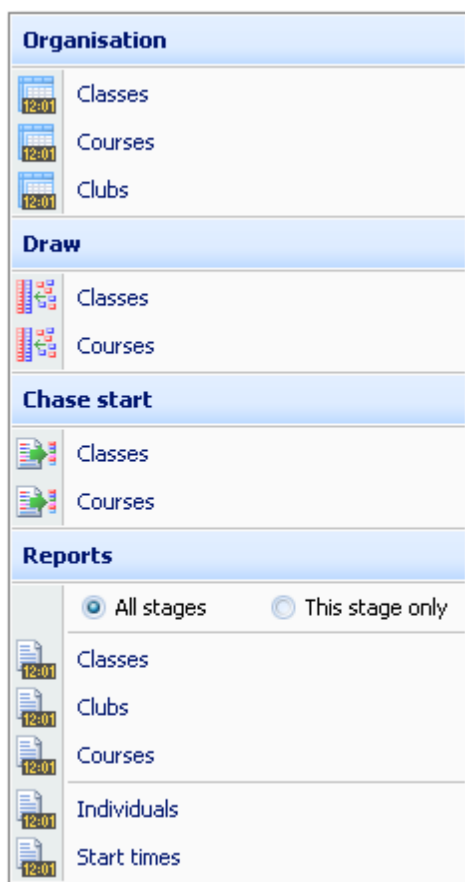 Organisation
12:01 Classes
12:01 Courses
12:01 Clubs
Draw
Classes
Courses
Chase start
Classes
Courses
Reports
All stages This stage only
12:01 Classes
12:01 Clubs
12:01 Courses
12:01 Individuals
12:01 Start times